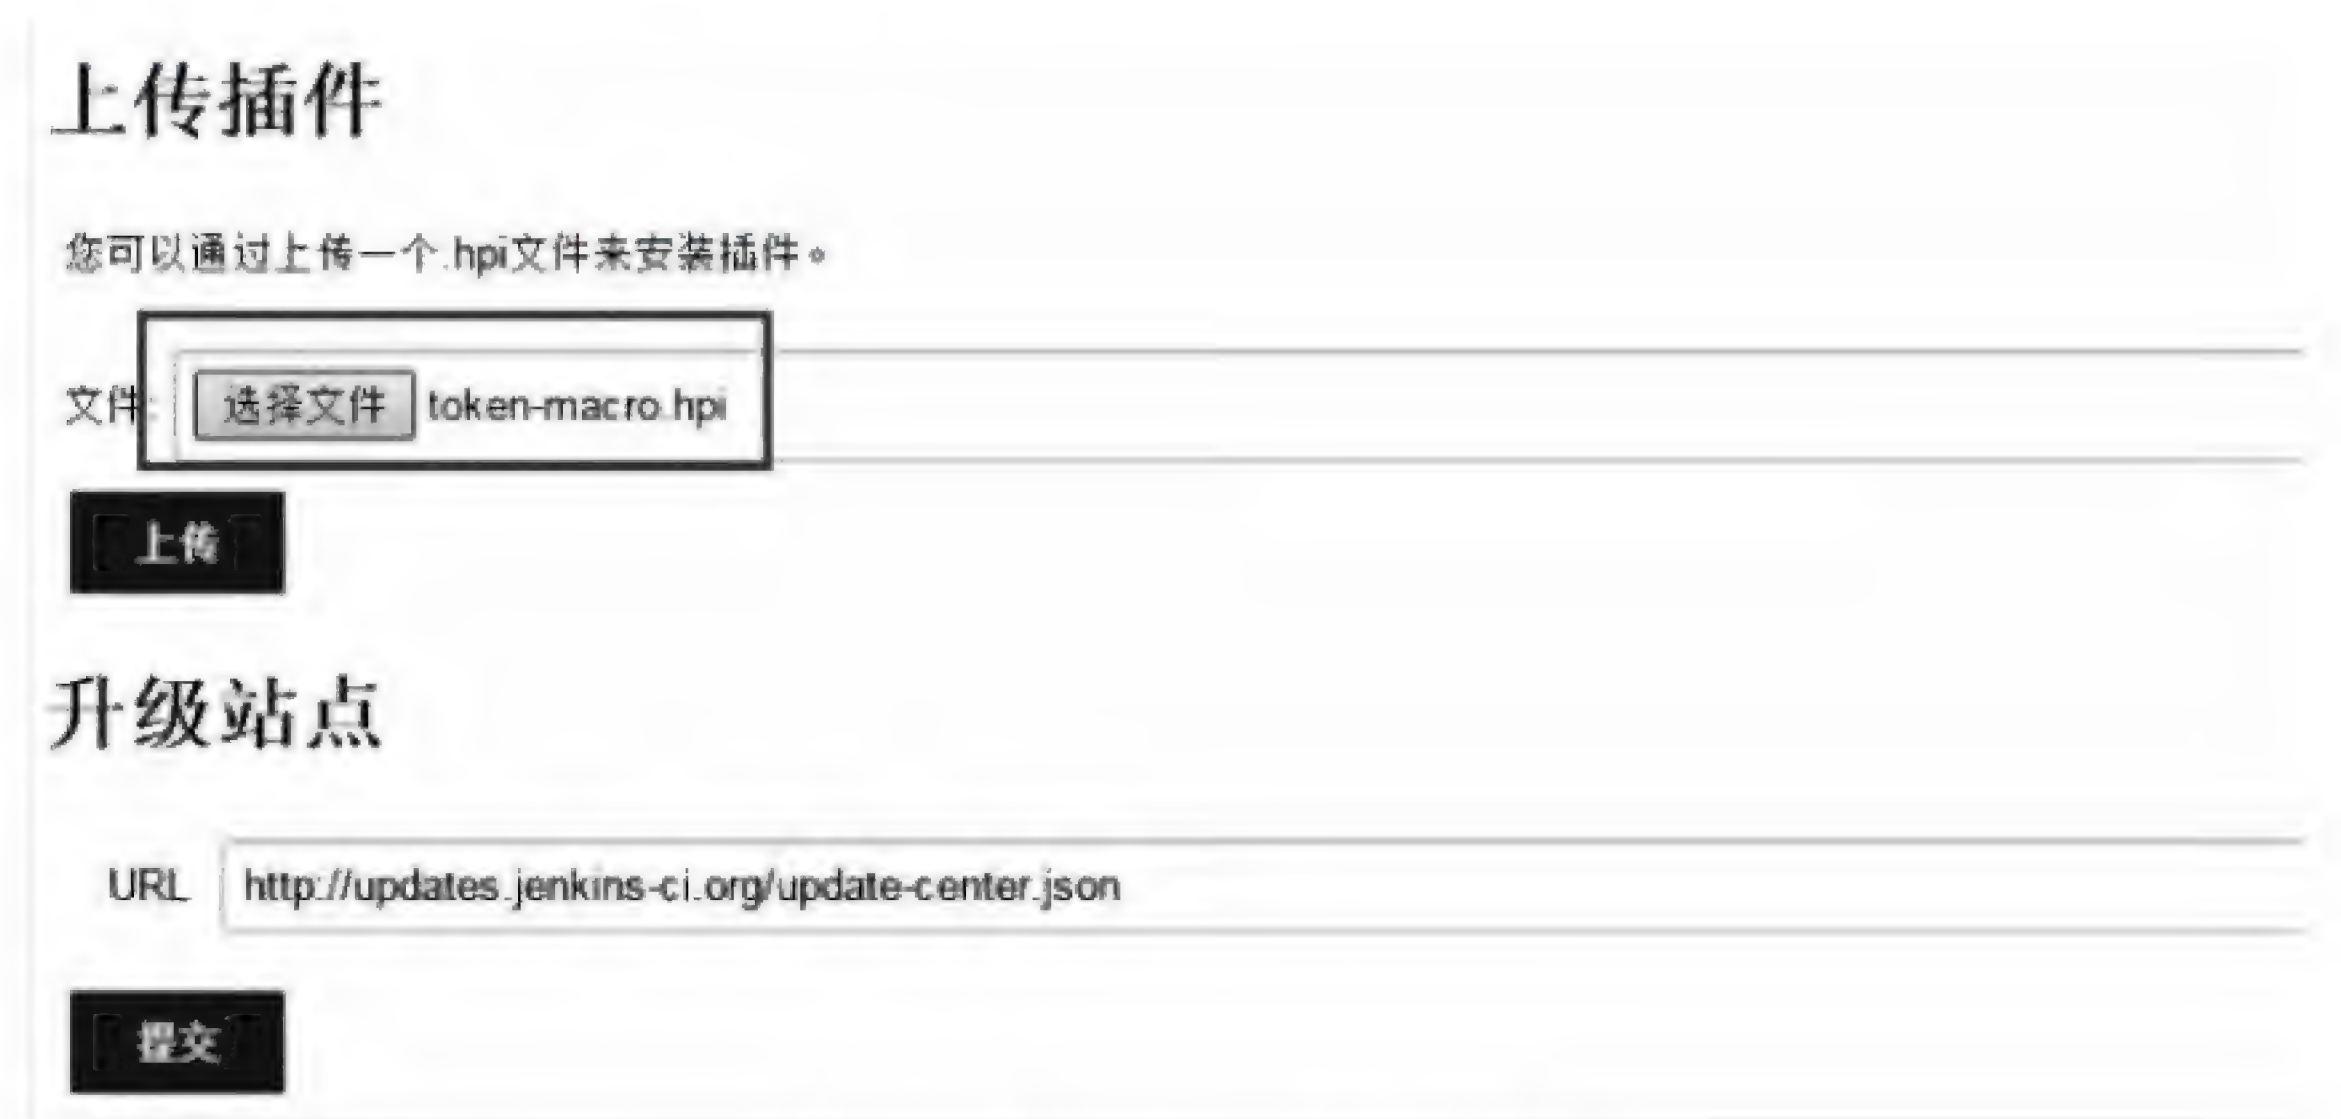 上传插件
您可以通过上传一个.hpi文件来安装插件。
文件: 选择文件 token-macro.hpi
上传
升级站点
URL http://updates.jenkins-ci.org/update-center.json
提交